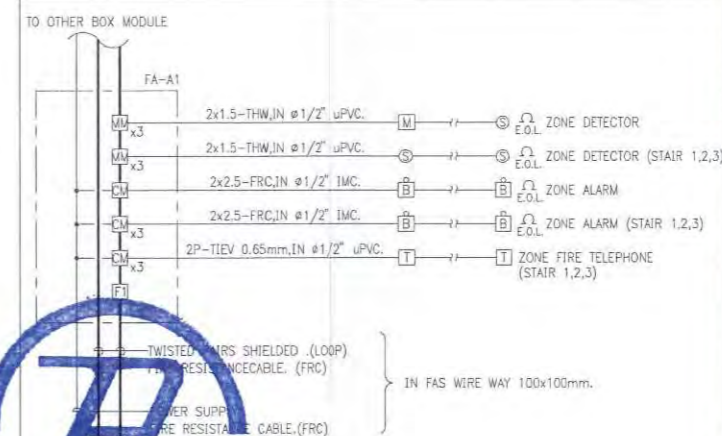 TO OTHER BOX MODULE
FA-A1
MM x3 2x1.5-THW,IN ø1/2" uPVC. M S Ω E.O.L. ZONE DETECTOR
MM x3 2x1.5-THW,IN ø1/2" uPVC. S S Ω E.O.L. ZONE DETECTOR (STAIR 1,2,3)
CM 2x2.5-FRC,IN ø1/2" IMC. B B Ω E.O.L. ZONE ALARM
CM x3 2x2.5-FRC,IN ø1/2" IMC. B B Ω E.O.L. ZONE ALARM (STAIR 1,2,3)
CM x3 2P-TIEV 0.65mm,IN ø1/2" uPVC. T T ZONE FIRE TELEPHONE
(STAIR 1,2,3)
F1
TWISTED PAIRS SHIELDED .(LOOP)
FIRE RESISTANCECABLE. (FRC)
IN FAS WIRE WAY 100x100mm.
POWER SUPPLY
FIRE RESISTANCE CABLE.(FRC)